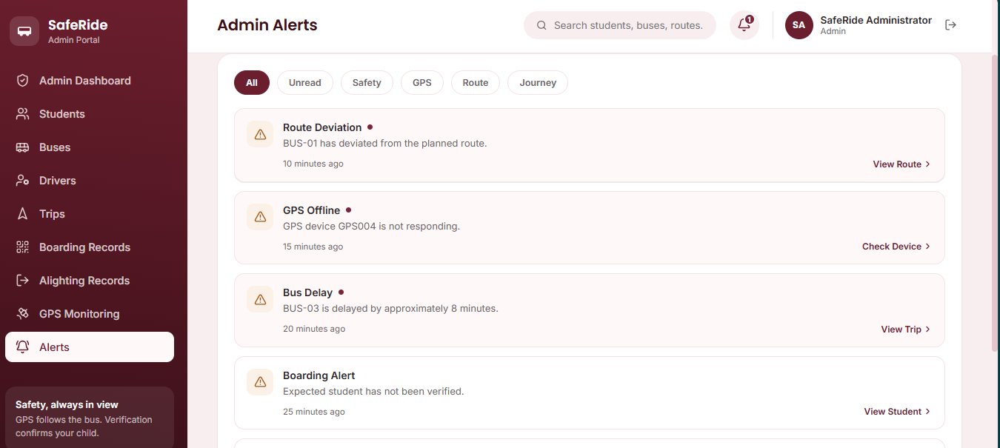 SafeRide
Admin Portal
Admin Dashboard
Students
Buses
Drivers
Trips
Boarding Records
Alighting Records
GPS Monitoring
Alerts
Safety, always in view
GPS follows the bus. Verification
confirms your child.
Admin Alerts
Search students, buses, routes.
1
SA
SafeRide Administrator
Admin
All
Unread
Safety
GPS
Route
Journey
Route Deviation
BUS-01 has deviated from the planned route.
10 minutes ago
View Route
GPS Offline
GPS device GPS004 is not responding.
15 minutes ago
Check Device
Bus Delay
BUS-03 is delayed by approximately 8 minutes.
20 minutes ago
View Trip
Boarding Alert
Expected student has not been verified.
25 minutes ago
View Student